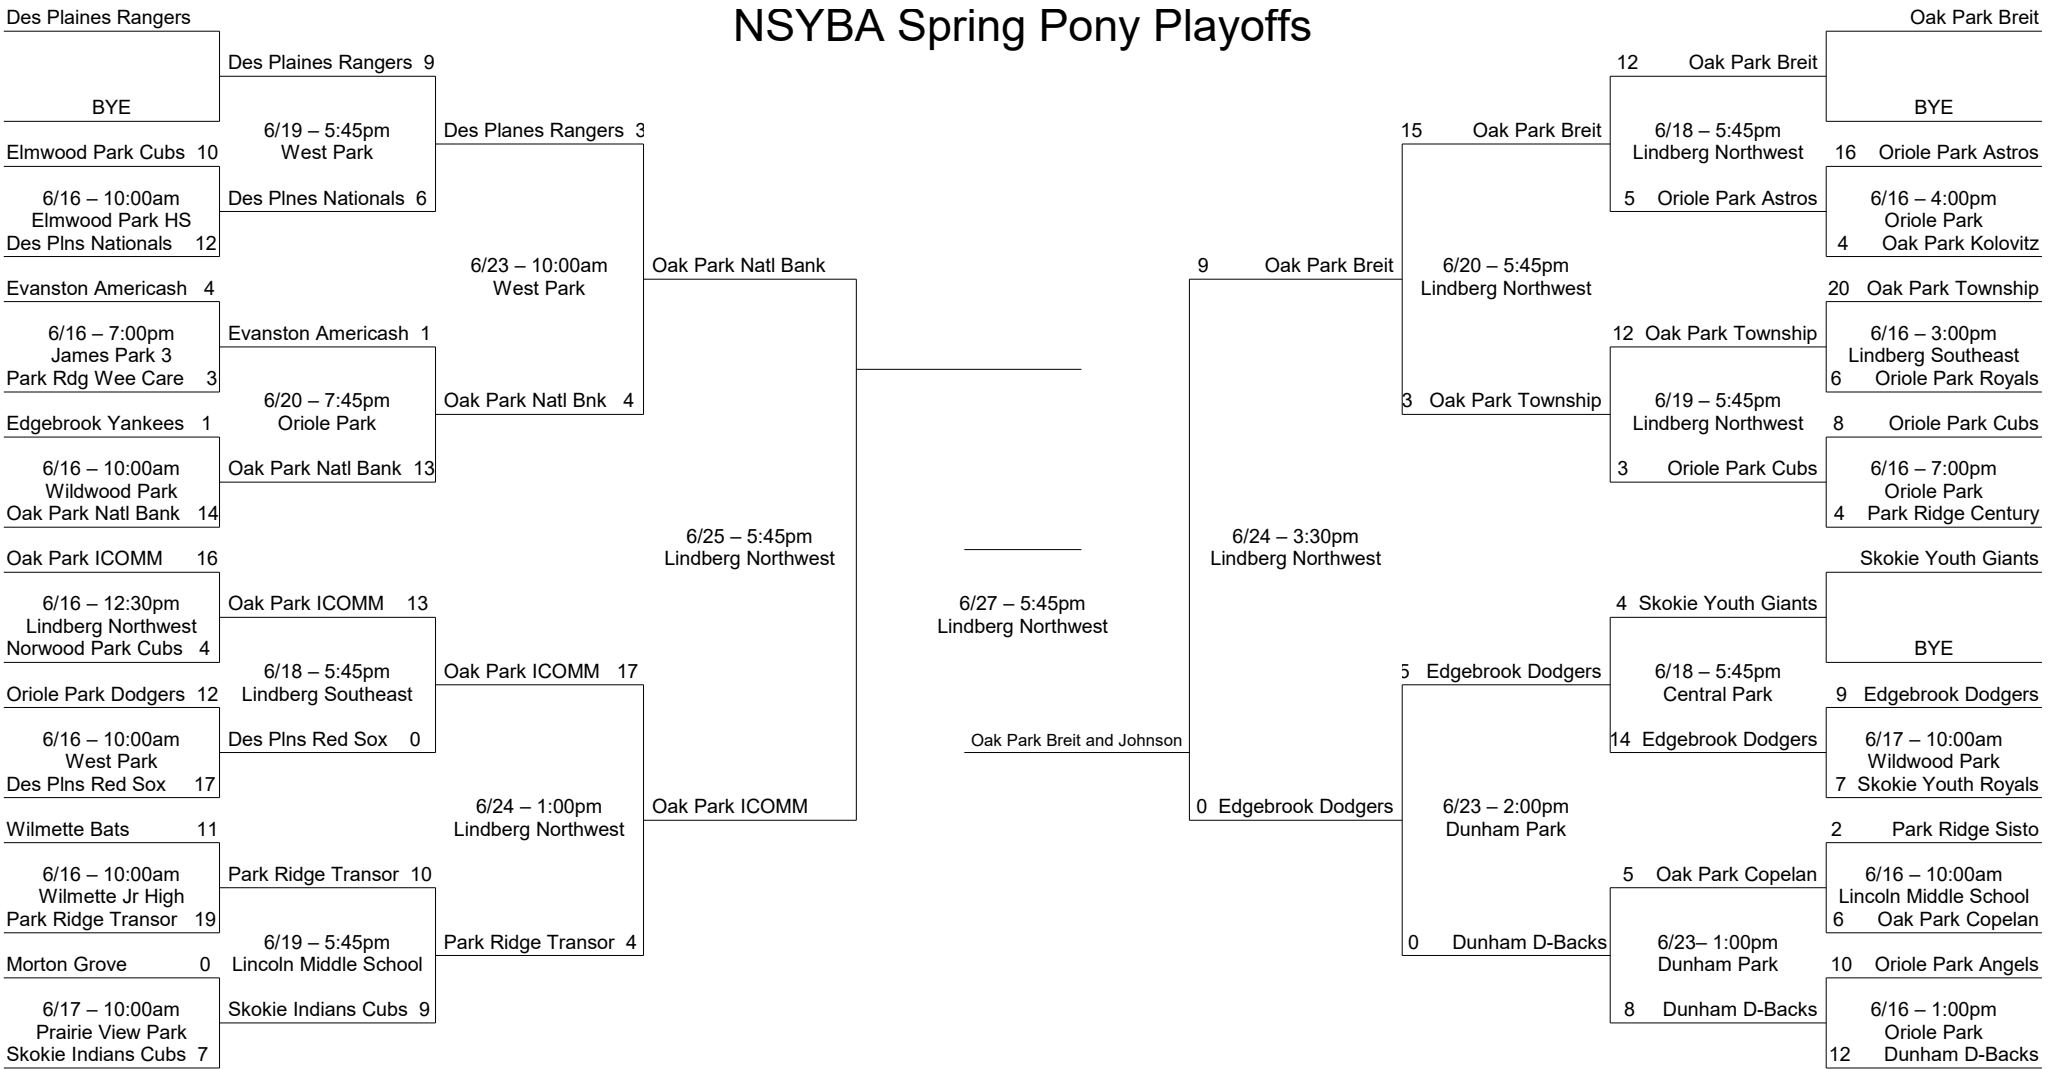 NSYBA Spring Pony Playoffs
Des Plaines Rangers
BYE
Elmwood Park Cubs 10
6/16 – 10:00am
Elmwood Park HS
Des Plns Nationals 12
Evanston Americash 4
6/16 – 7:00pm
James Park 3
Park Rdg Wee Care 3
Edgebrook Yankees 1
6/16 – 10:00am
Wildwood Park
Oak Park Natl Bank 14
Oak Park ICOMM 16
6/16 – 12:30pm
Lindberg Northwest
Norwood Park Cubs 4
Oriole Park Dodgers 12
6/16 – 10:00am
West Park
Des Plns Red Sox 17
Wilmette Bats 11
6/16 – 10:00am
Wilmette Jr High
Park Ridge Transor 19
Morton Grove 0
6/17 – 10:00am
Prairie View Park
Skokie Indians Cubs 7
Des Plaines Rangers 9
6/19 – 5:45pm
West Park
Des Plnes Nationals 6
Evanston Americash 1
6/20 – 7:45pm
Oriole Park
Oak Park Natl Bank 13
Oak Park ICOMM 13
6/18 – 5:45pm
Lindberg Southeast
Des Plns Red Sox 0
Park Ridge Transor 10
6/19 – 5:45pm
Lincoln Middle School
Skokie Indians Cubs 9
Des Planes Rangers 3
6/23 – 10:00am
West Park
Oak Park Natl Bnk 4
Oak Park ICOMM 17
6/24 – 1:00pm
Lindberg Northwest
Park Ridge Transor 4
Oak Park Natl Bank
6/25 – 5:45pm
Lindberg Northwest
Oak Park ICOMM
6/27 – 5:45pm
Lindberg Northwest
Oak Park Breit and Johnson
9 Oak Park Breit
6/24 – 3:30pm
Lindberg Northwest
0 Edgebrook Dodgers
15 Oak Park Breit
6/20 – 5:45pm
Lindberg Northwest
3 Oak Park Township
5 Edgebrook Dodgers
6/23 – 2:00pm
Dunham Park
0 Dunham D-Backs
12 Oak Park Breit
6/18 – 5:45pm
Lindberg Northwest
5 Oriole Park Astros
12 Oak Park Township
6/19 – 5:45pm
Lindberg Northwest
3 Oriole Park Cubs
4 Skokie Youth Giants
6/18 – 5:45pm
Central Park
14 Edgebrook Dodgers
5 Oak Park Copelan
6/23– 1:00pm
Dunham Park
8 Dunham D-Backs
Oak Park Breit
BYE
16 Oriole Park Astros
6/16 – 4:00pm
Oriole Park
4 Oak Park Kolovitz
20 Oak Park Township
6/16 – 3:00pm
Lindberg Southeast
6 Oriole Park Royals
8 Oriole Park Cubs
6/16 – 7:00pm
Oriole Park
4 Park Ridge Century
Skokie Youth Giants
BYE
9 Edgebrook Dodgers
6/17 – 10:00am
Wildwood Park
7 Skokie Youth Royals
2 Park Ridge Sisto
6/16 – 10:00am
Lincoln Middle School
6 Oak Park Copelan
10 Oriole Park Angels
6/16 – 1:00pm
Oriole Park
12 Dunham D-Backs